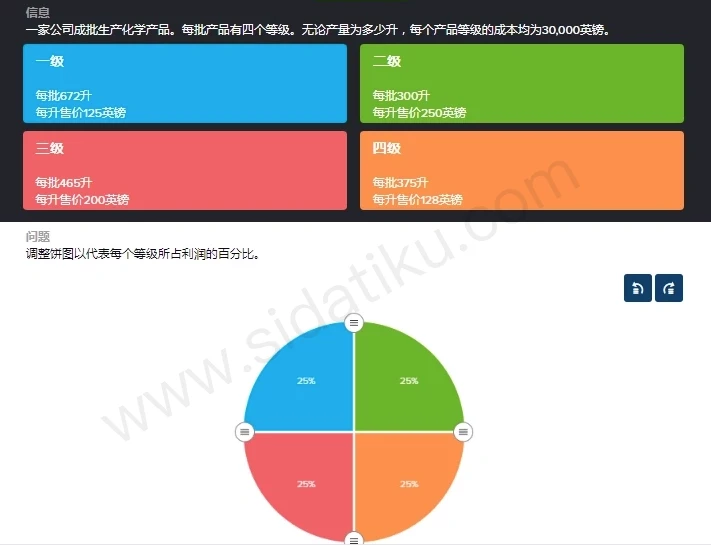 信息
一家公司成批生产化学产品。每批产品有四个等级。无论产量为多少升，每个产品等级的成本均为30,000英镑。
一级
每批672升
每升售价125英镑
二级
每批300升
每升售价250英镑
三级
每批465升
每升售价200英镑
四级
每批375升
每升售价128英镑
问题
调整饼图以代表每个等级所占利润的百分比。
25%
25%
25%
25%
www.sidatiku.com